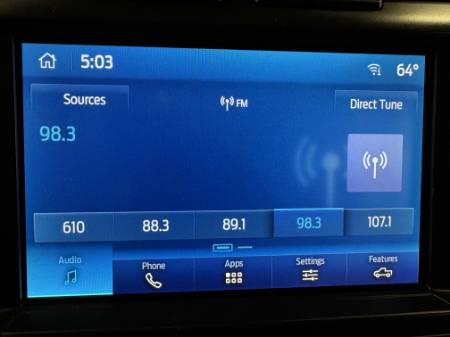 5:03 64°
Sources FM Direct Tune
98.3
610 88.3 89.1 98.3 107.1
Audio Phone Apps Settings Features